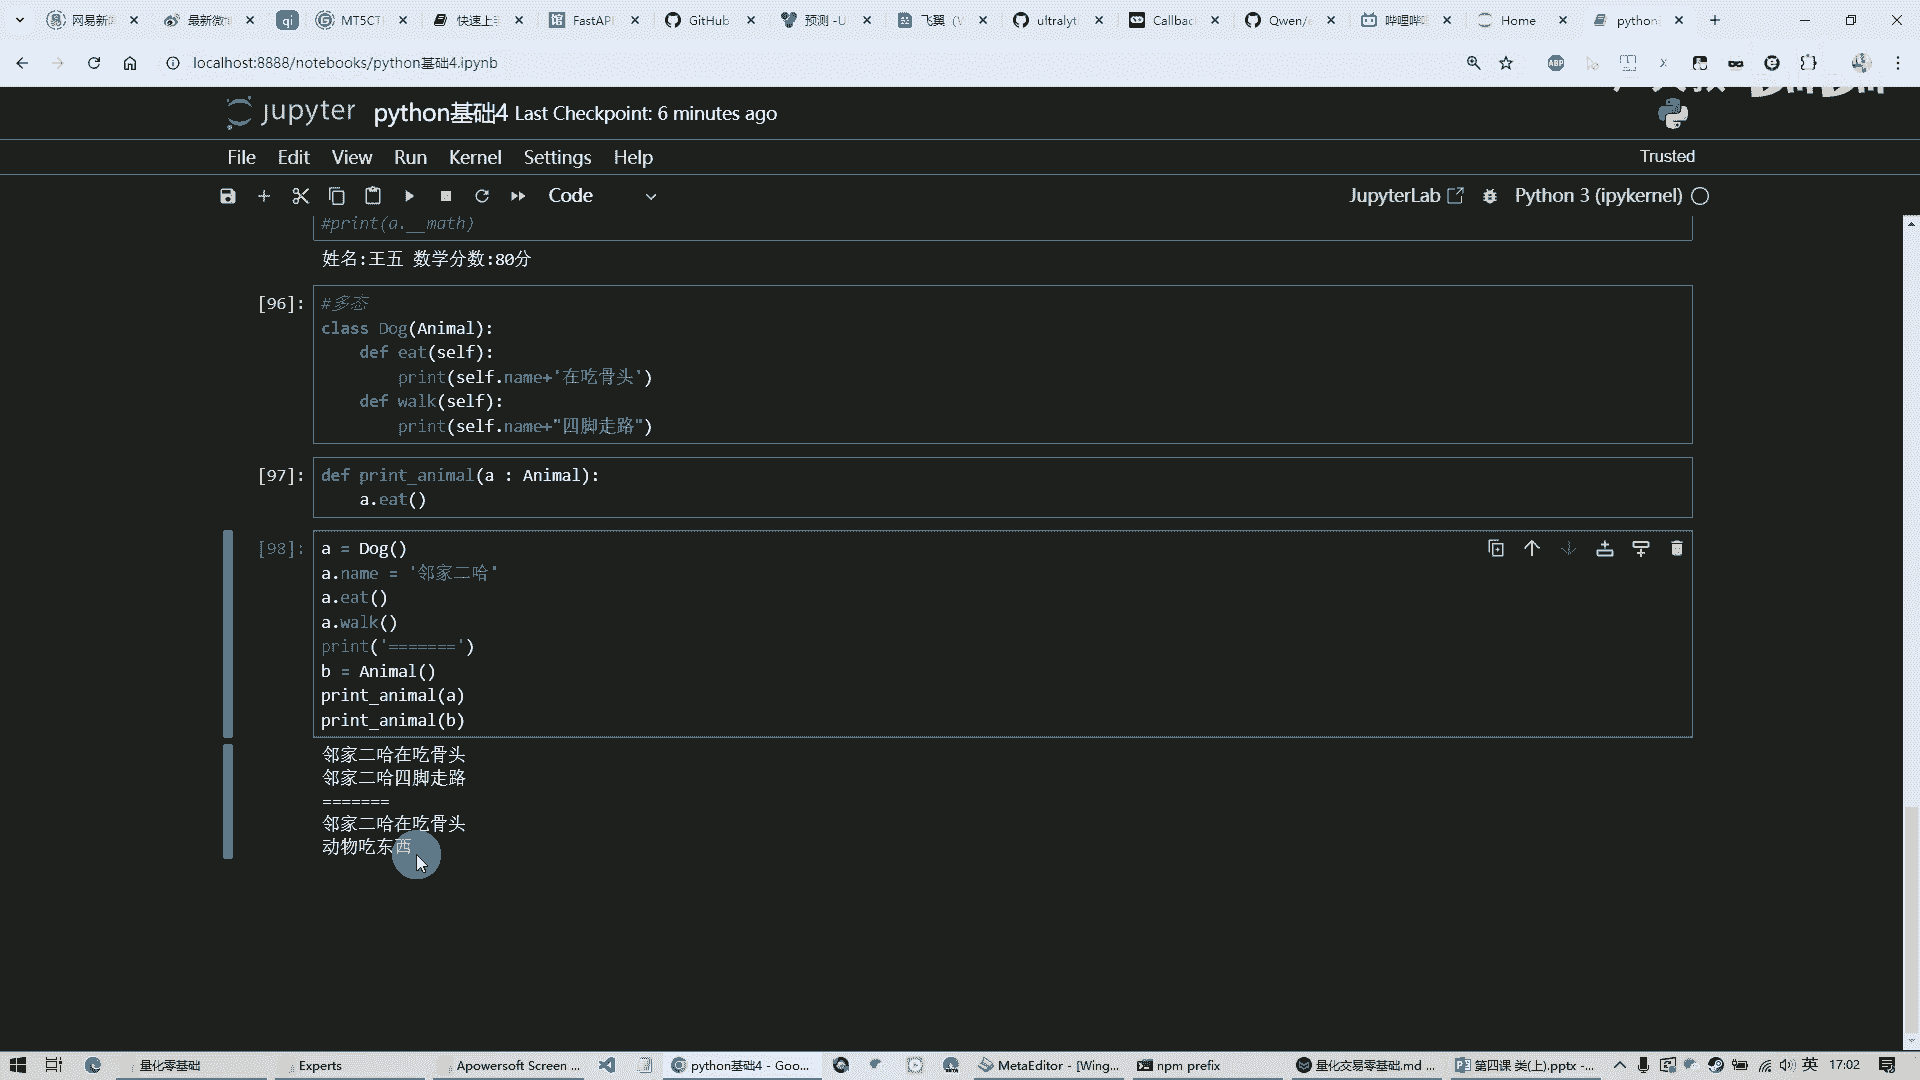 网易新
最新微
qi
MT5CT
快速上手
FastAPI
GitHub
预测 - U
飞翼 （V
ultralyt
Callbac
Qwen/
哔哩哔
Home
python
localhost:8888/notebooks/python基础4.ipynb
ABP
jupyter python基础4 Last Checkpoint: 6 minutes ago
File Edit View Run Kernel Settings Help
Trusted
Code
JupyterLab
Python 3 (ipykernel)
#print(a.__math)
姓名:王五 数学分数:80分
[96]:
#多态
class Dog(Animal):
    def eat(self):
        print(self.name+'在吃骨头')
    def walk(self):
        print(self.name+"四脚走路")
[97]:
def print_animal(a : Animal):
    a.eat()
[98]:
a = Dog()
a.name = '邻家二哈'
a.eat()
a.walk()
print('=======')
b = Animal()
print_animal(a)
print_animal(b)
邻家二哈在吃骨头
邻家二哈四脚走路
=======
邻家二哈在吃骨头
动物吃东西
量化零基础
Experts
Apowersoft Screen ...
python基础4 - Goo...
MetaEditor - [Wing...
npm prefix
量化交易零基础.md ...
第四课 类(上).pptx -...
英
17:02